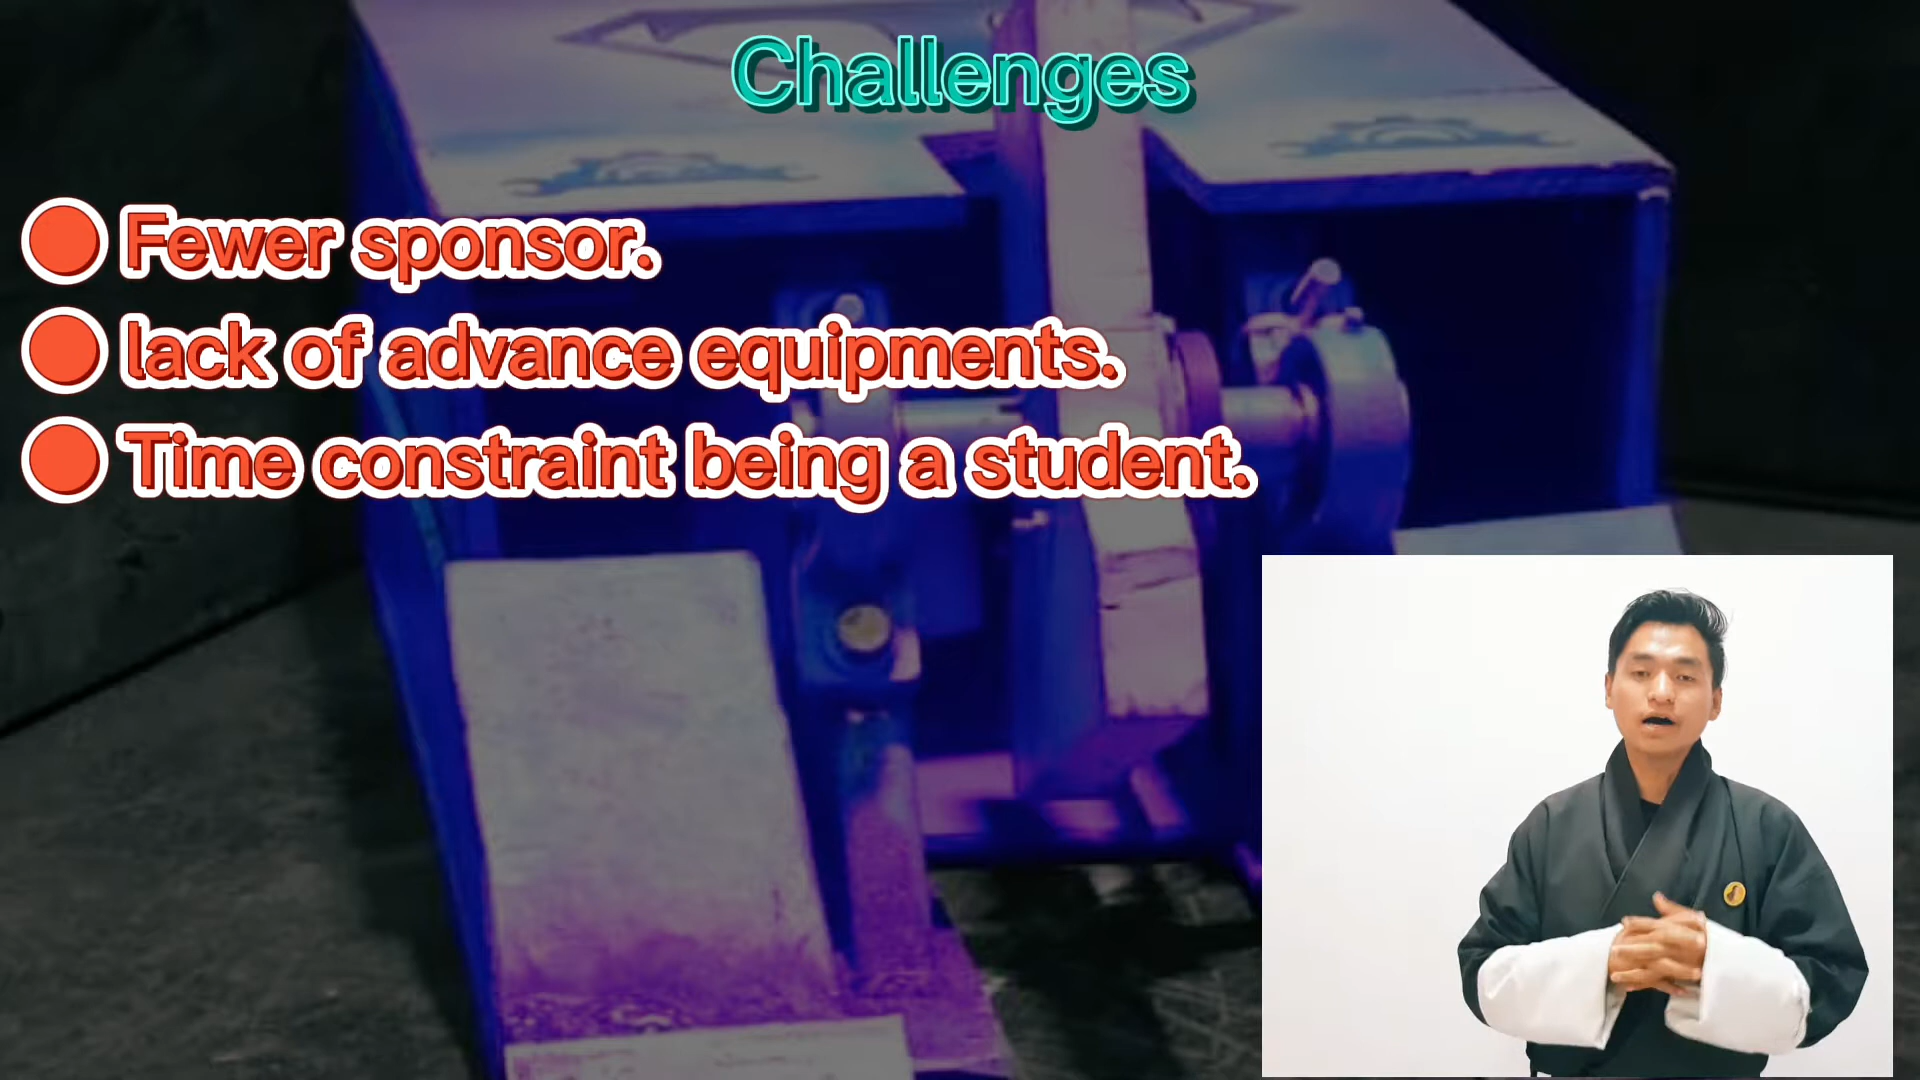 Challenges
Fewer sponsor.
lack of advance equipments.
Time constraint being a student.